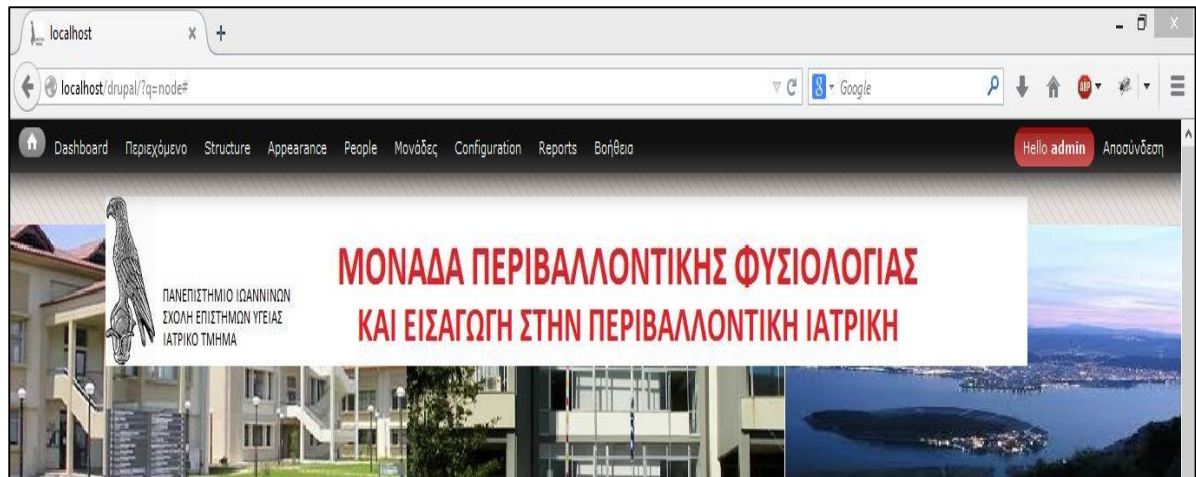 localhost
localhost/drupal/?q=node#
Google
ABP
Dashboard Περιεχόμενο Structure Appearance People Μονάδες Configuration Reports Βοήθεια
Hello admin Αποσύνδεση
ΠΑΝΕΠΙΣΤΗΜΙΟ ΙΩΑΝΝΙΝΩΝ
ΣΧΟΛΗ ΕΠΙΣΤΗΜΩΝ ΥΓΕΙΑΣ
ΙΑΤΡΙΚΟ ΤΜΗΜΑ
ΜΟΝΑΔΑ ΠΕΡΙΒΑΛΛΟΝΤΙΚΗΣ ΦΥΣΙΟΛΟΓΙΑΣ
ΚΑΙ ΕΙΣΑΓΩΓΗ ΣΤΗΝ ΠΕΡΙΒΑΛΛΟΝΤΙΚΗ ΙΑΤΡΙΚΗ